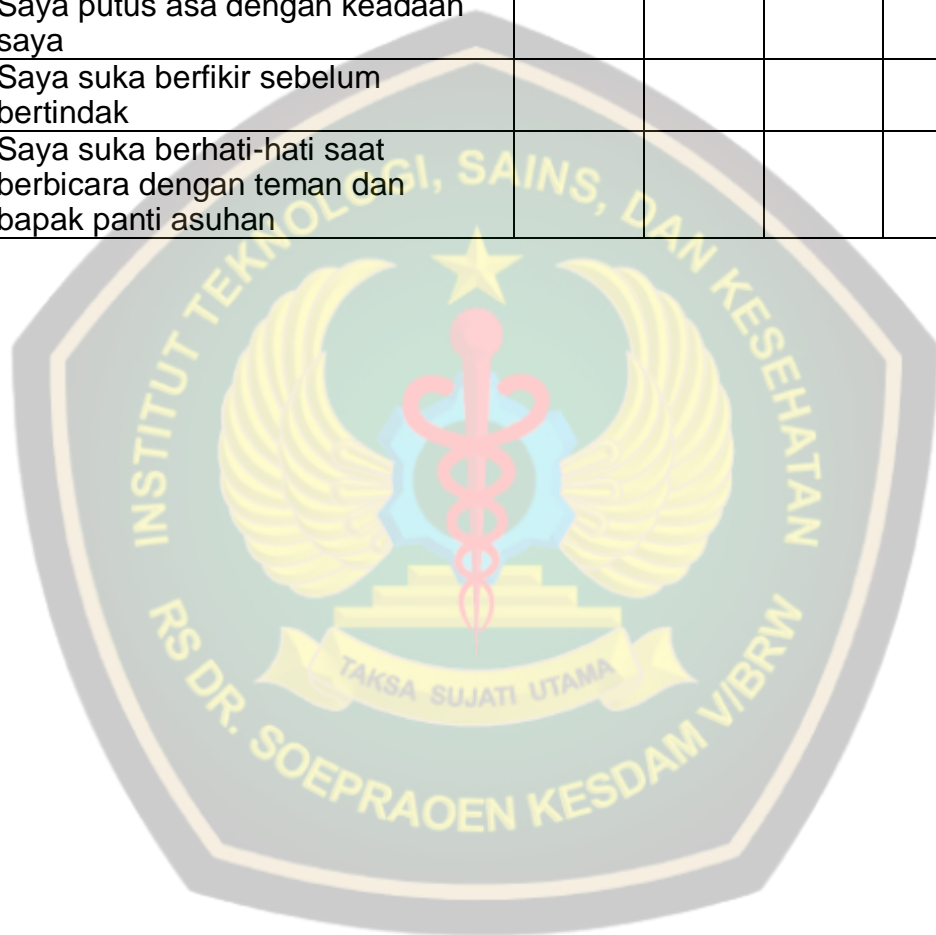 Saya putus asa dengan keadaan
saya
Saya suka berfikir sebelum
bertindak
Saya suka berhati-hati saat
berbicara dengan teman dan
bapak panti asuhan
INSTITUT TEKNOLOGI, SAINS, DAN KESEHATAN
TAKSA SUJATI UTAMA
RS DR. SOEPRAOEN KESDAM V/BRW